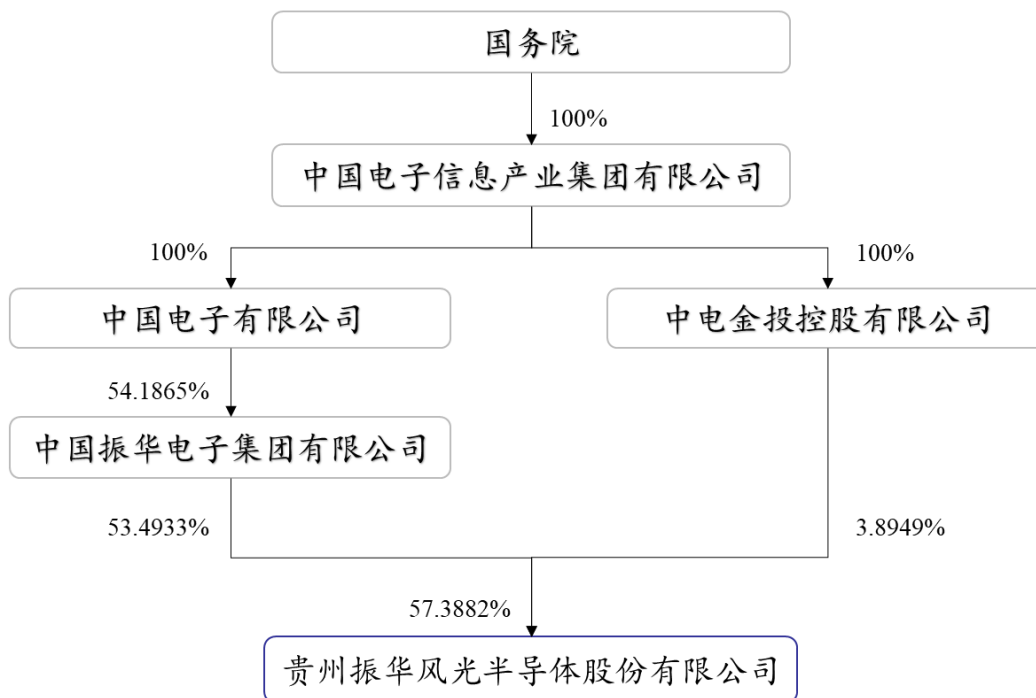 国务院
100%
中国电子信息产业集团有限公司
100%
100%
中国电子有限公司
中电金投控股有限公司
54.1865%
中国振华电子集团有限公司
53.4933%
3.8949%
57.3882%
贵州振华风光半导体股份有限公司